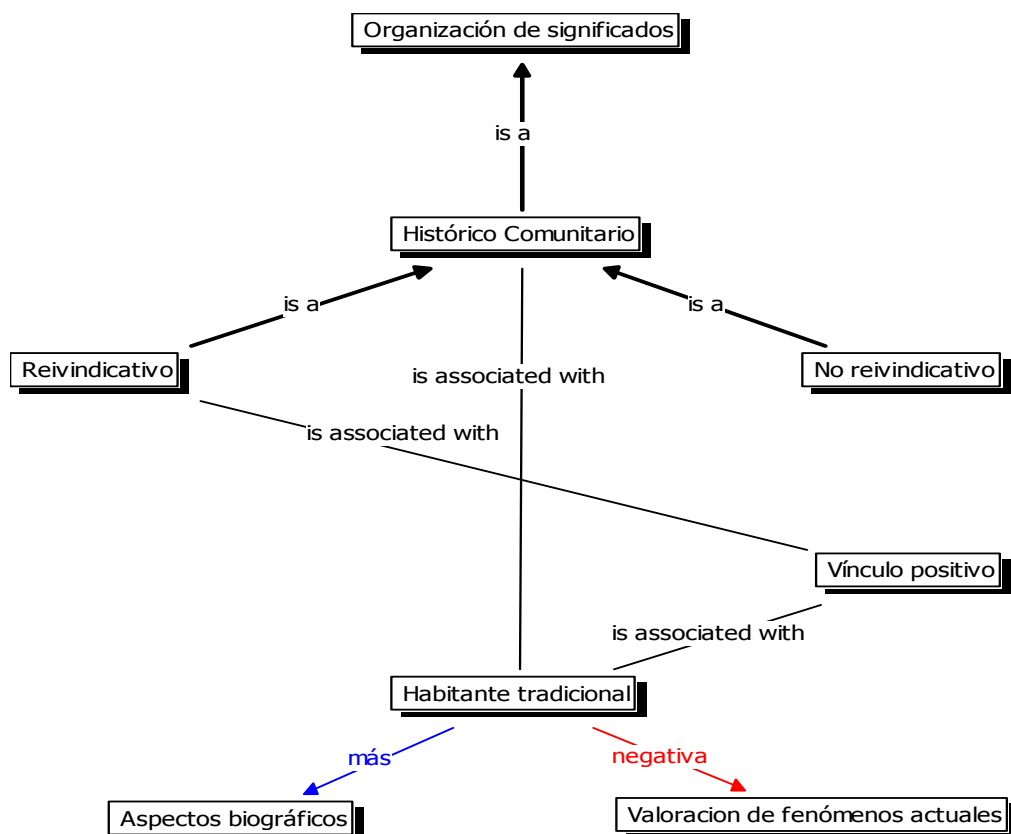 Organización de significados
is a
Histórico Comunitario
is a
is a
Reivindicativo
is associated with
No reivindicativo
is associated with
Vínculo positivo
is associated with
Habitante tradicional
más
negativa
Aspectos biográficos
Valoracion de fenómenos actuales